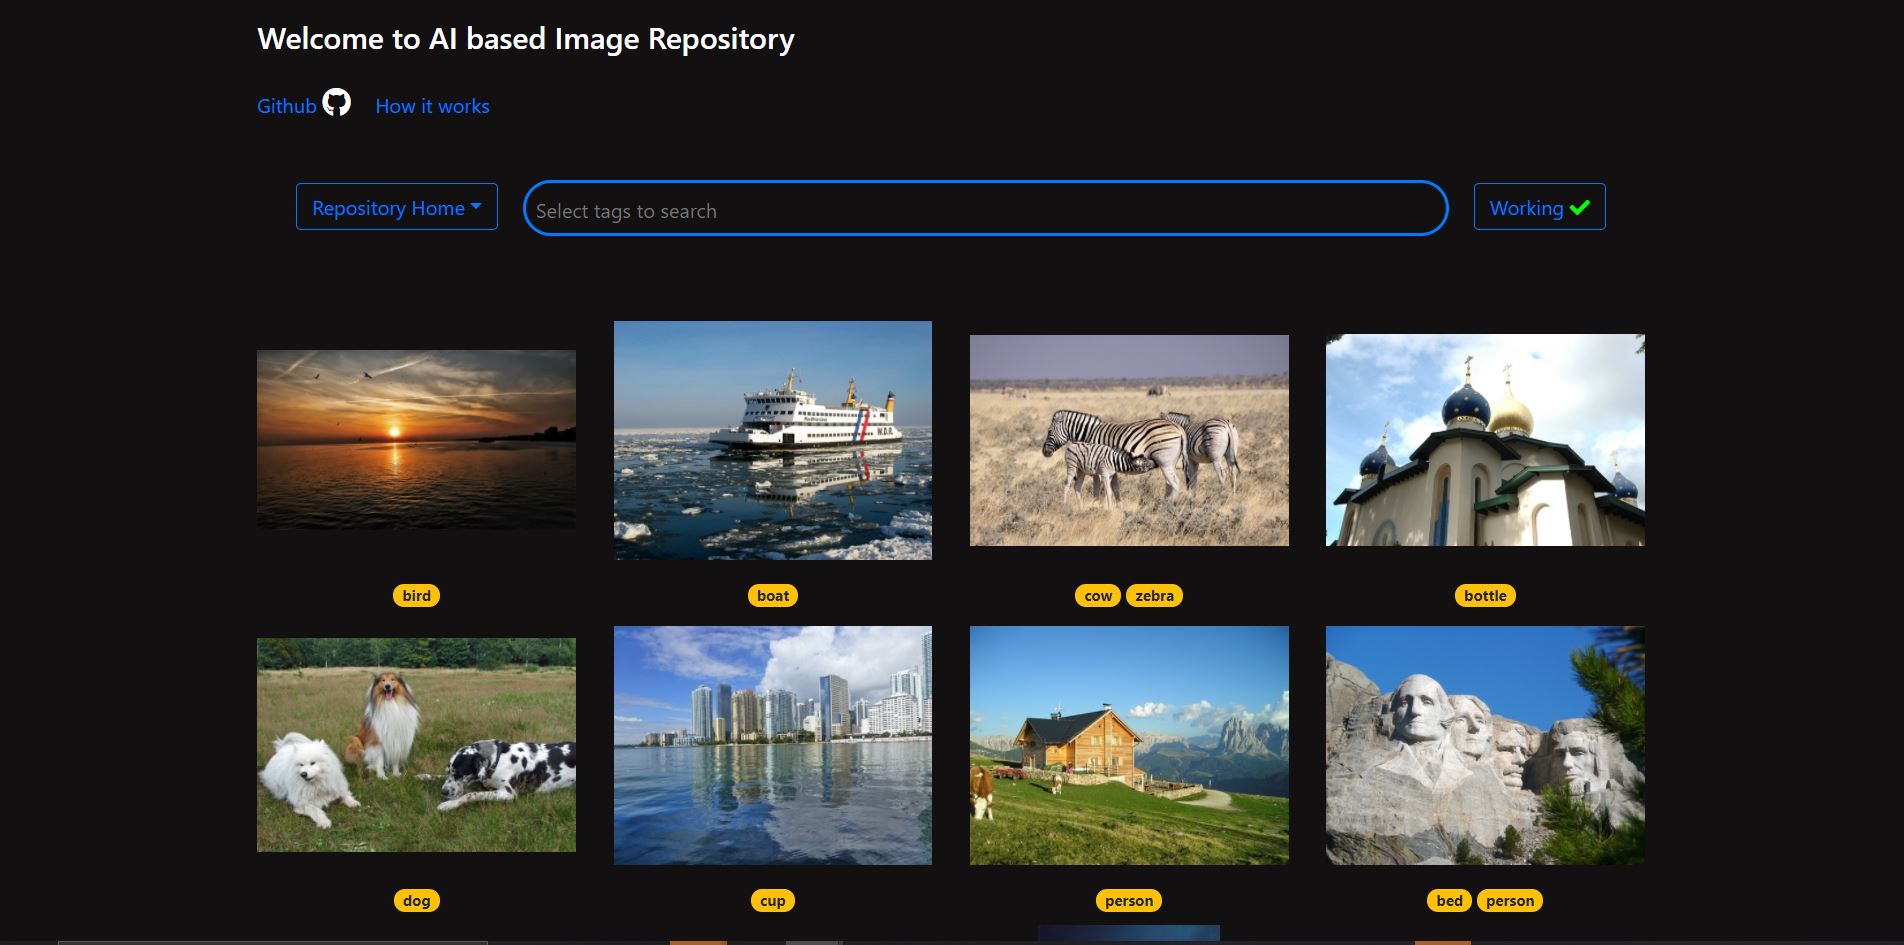 Welcome to AI based Image Repository
Github How it works
Repository Home Select tags to search Working
W.D.R.
bird boat cow zebra bottle
dog cup person bed person